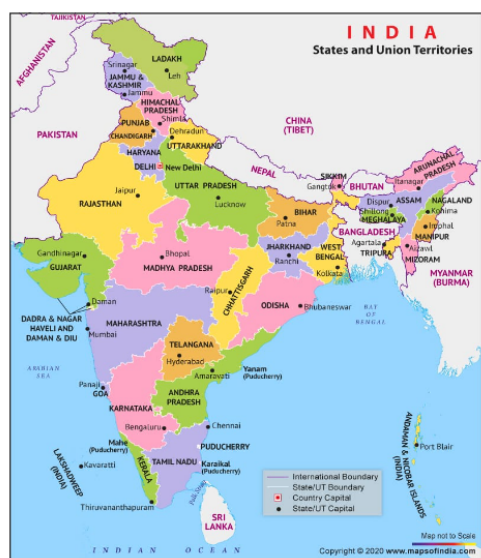 TAJIKISTAN
INDIA
States and Union Territories
AFGHANISTAN
LADAKH
Srinagar
Leh
JAMMU &
KASHMIR
Jammu
HIMACHAL
PRADESH
Shimla
PUNJAB
CHANDIGARH
Dehradun
UTTARAKHAND
CHINA
(TIBET)
PAKISTAN
HARYANA
DELHI
New Delhi
NEPAL
SIKKIM
Gangtok
BHUTAN
ARUNACHAL
PRADESH
Itanagar
RAJASTHAN
Jaipur
UTTAR PRADESH
Lucknow
BIHAR
Patna
Dispur
ASSAM
NAGALAND
Shillong
Kohima
MEGHALAYA
Imphal
MANIPUR
BANGLADESH
Agartala
TRIPURA
Aizawl
MIZORAM
Gandhinagar
GUJARAT
Bhopal
MADHYA PRADESH
JHARKHAND
Ranchi
WEST
BENGAL
Kolkata
MYANMAR
(BURMA)
Raipur
CHHATTISGARH
Daman
DADRA & NAGAR
HAVELI AND
DAMAN & DIU
MAHARASHTRA
Mumbai
ODISHA
Bhubaneswar
BAY
OF
BENGAL
ARABIAN
SEA
TELANGANA
Hyderabad
Amaravati
Yanam
(Puducherry)
ANDHRA
PRADESH
Panaji
GOA
KARNATAKA
Bengaluru
Chennai
Mahe
(Puducherry)
PUDUCHERRY
LAKSHADWEEP
(INDIA)
Kavaratti
KERALA
TAMIL NADU
Karaikal
(Puducherry)
Thiruvananthapuram
Palk Strait
SRI
LANKA
ANDAMAN & NICOBAR ISLANDS
(INDIA)
Port Blair
International Boundary
State/UT Boundary
Country Capital
State/UT Capital
Map not to Scale
INDIAN OCEAN
Copyright © 2020 www.mapsofindia.com